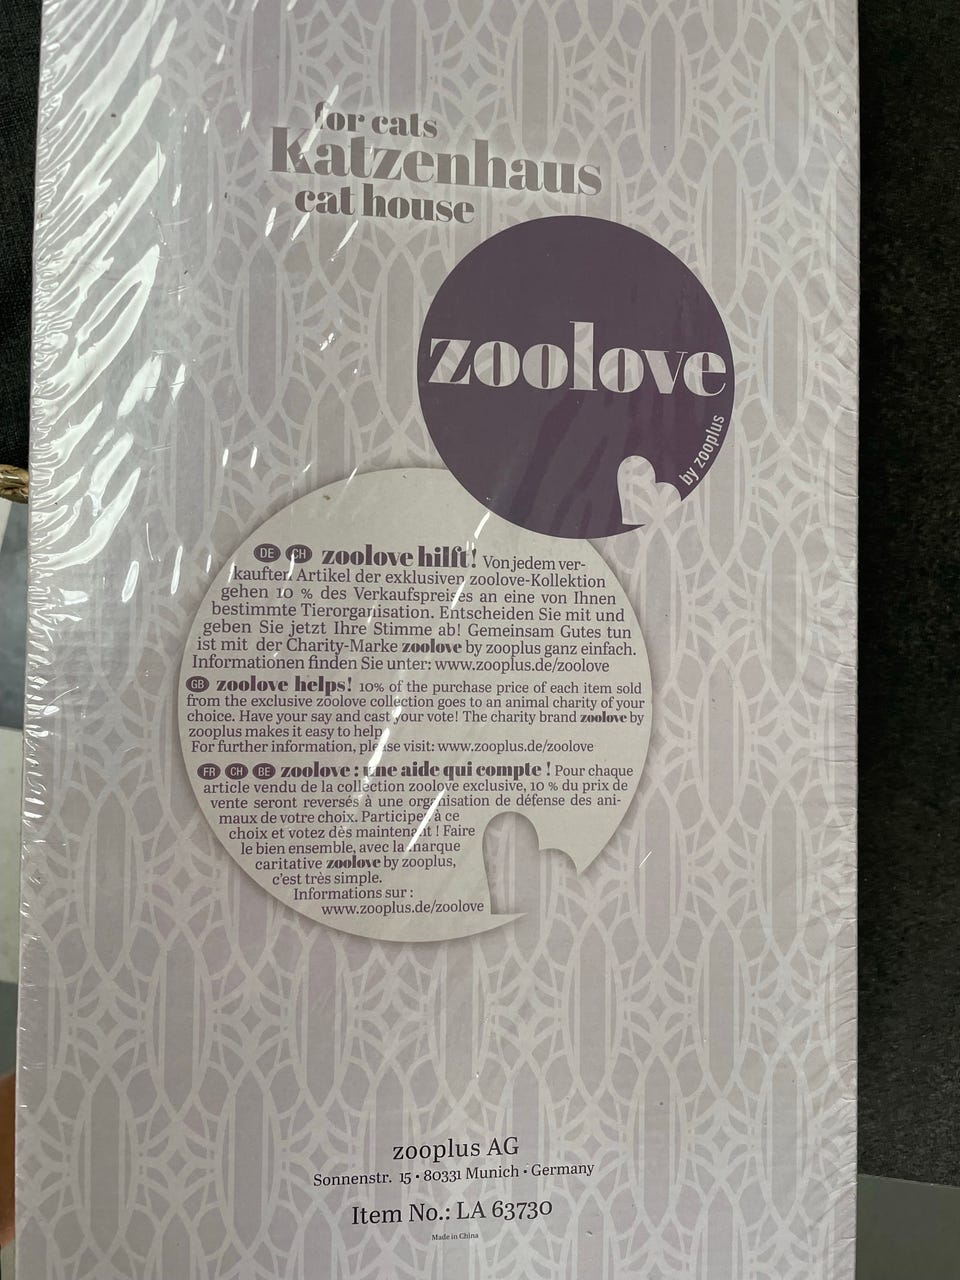 for cats
Katzenhaus
cat house
zoolove
by zooplus
DE CH zoolove hilft! Von jedem ver-
kauften Artikel der exklusiven zoolove-Kollektion
gehen 10 % des Verkaufspreises an eine von Ihnen
bestimmte Tierorganisation. Entscheiden Sie mit und
geben Sie jetzt Ihre Stimme ab! Gemeinsam Gutes tun
ist mit der Charity-Marke zoolove by zooplus ganz einfach.
Informationen finden Sie unter: www.zooplus.de/zoolove
GB zoolove helps! 10% of the purchase price of each item sold
from the exclusive zoolove collection goes to an animal charity of your
choice. Have your say and cast your vote! The charity brand zoolove by
zooplus makes it easy to help.
For further information, please visit: www.zooplus.de/zoolove
FR CH BE zoolove : une aide qui compte ! Pour chaque
article vendu de la collection zoolove exclusive, 10 % du prix de
vente seront reversés à une organisation de défense des ani-
maux de votre choix. Participez à ce
choix et votez dès maintenant ! Faire
le bien ensemble, avec la marque
caritative zoolove by zooplus,
c'est très simple.
Informations sur :
www.zooplus.de/zoolove
zooplus AG
Sonnenstr. 15 • 80331 Munich • Germany
Item No.: LA 63730
Made in China